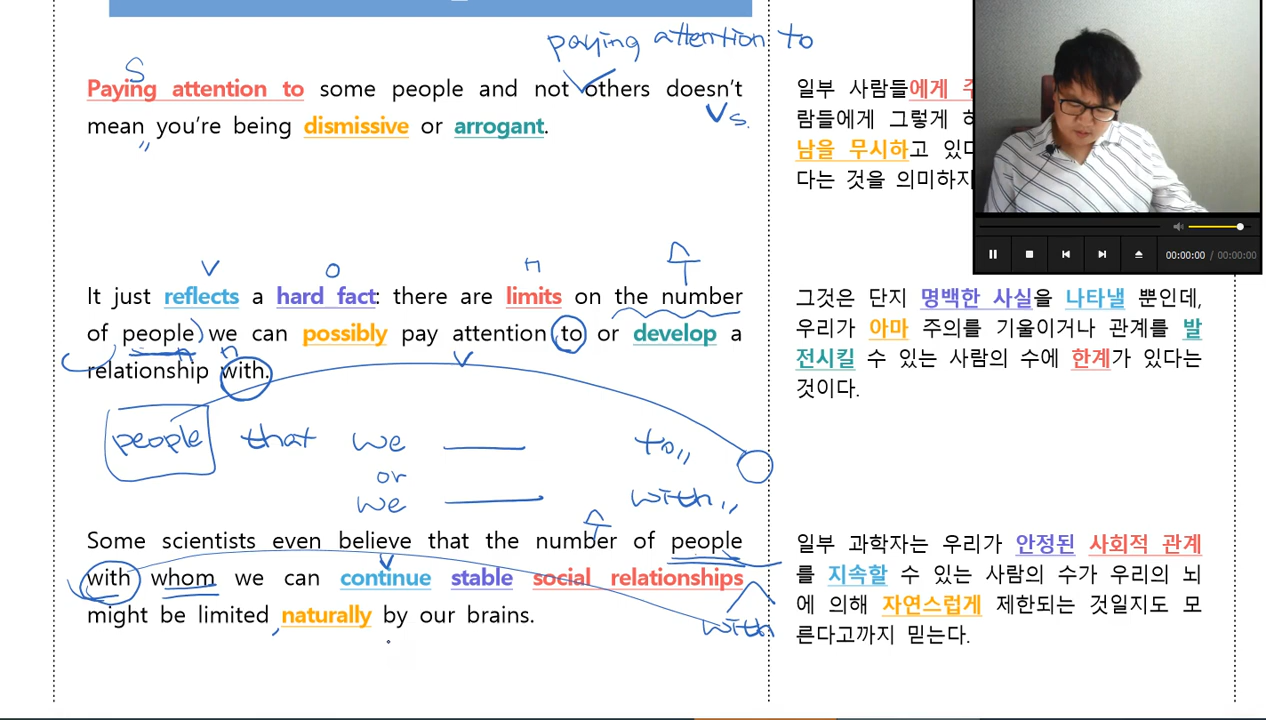 paying attention to
S
Paying attention to some people and not others doesn't
V s.
mean you're being dismissive or arrogant.
일부 사람들에게 주
람들에게 그렇게 하
남을 무시하고 있다
다는 것을 의미하지
00:00:00 / 00:00:00
V O n
It just reflects a hard fact: there are limits on the number
of people we can possibly pay attention to or develop a
V
relationship with.
그것은 단지 명백한 사실을 나타낼 뿐인데,
우리가 아마 주의를 기울이거나 관계를 발
전시킬 수 있는 사람의 수에 한계가 있다는
것이다.
people that we to
or
we with
Some scientists even believe that the number of people
V
with whom we can continue stable social relationships
might be limited naturally by our brains.
with
일부 과학자는 우리가 안정된 사회적 관계
를 지속할 수 있는 사람의 수가 우리의 뇌
에 의해 자연스럽게 제한되는 것일지도 모
른다고까지 믿는다.